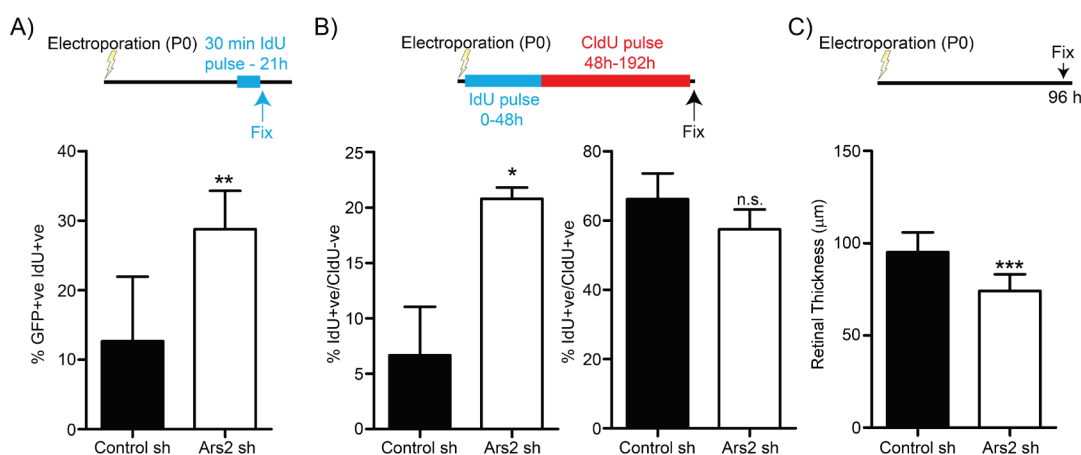 A)
Electroporation (P0)
30 min IdU
pulse - 21h
Fix
% GFP+ve IdU+ve
40
30
20
10
0
**
Control sh
Ars2 sh
B)
Electroporation (P0)
CldU pulse
48h-192h
IdU pulse
0-48h
Fix
% IdU+ve/CldU-ve
25
20
15
10
5
0
*
Control sh
Ars2 sh
% IdU+ve/CldU+ve
80
60
40
20
0
n.s.
Control sh
Ars2 sh
C)
Electroporation (P0)
Fix
96 h
Retinal Thickness (μm)
150
100
50
0
***
Control sh
Ars2 sh